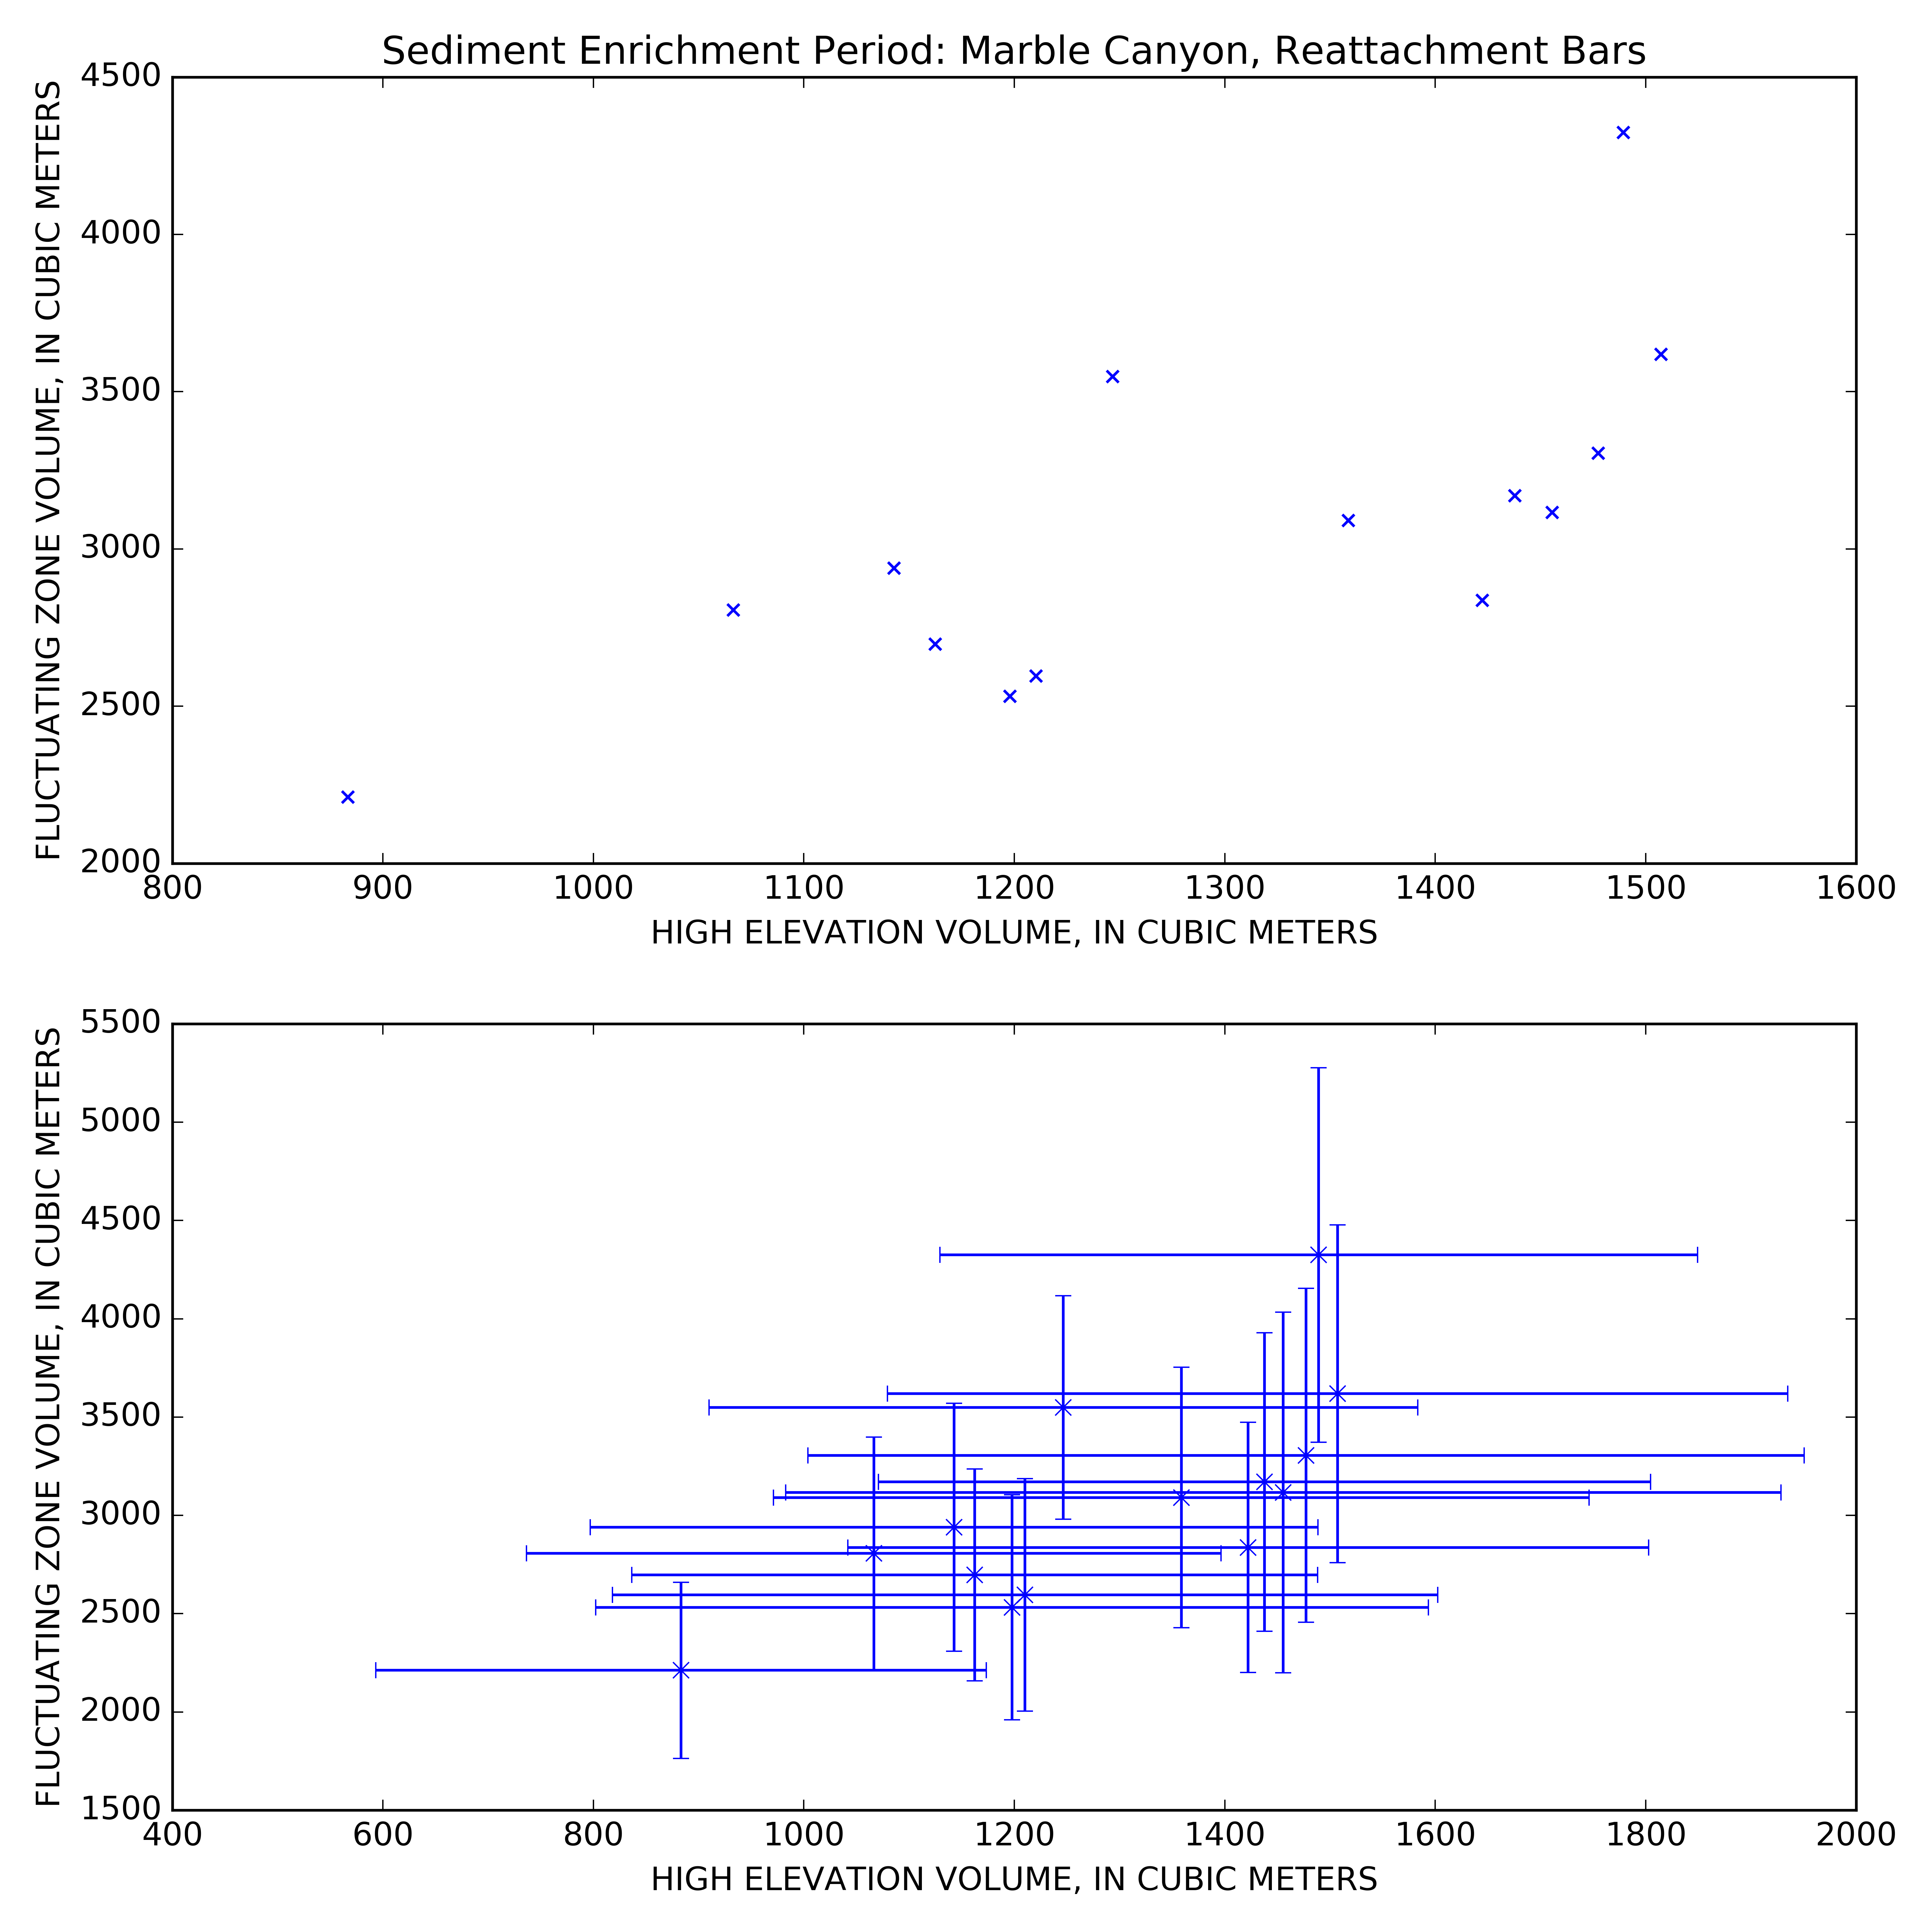 Sediment Enrichment Period: Marble Canyon, Reattachment Bars
FLUCTUATING ZONE VOLUME, IN CUBIC METERS
4500
4000
3500
3000
2500
2000
800 900 1000 1100 1200 1300 1400 1500 1600
HIGH ELEVATION VOLUME, IN CUBIC METERS
FLUCTUATING ZONE VOLUME, IN CUBIC METERS
5500
5000
4500
4000
3500
3000
2500
2000
1500
400 600 800 1000 1200 1400 1600 1800 2000
HIGH ELEVATION VOLUME, IN CUBIC METERS